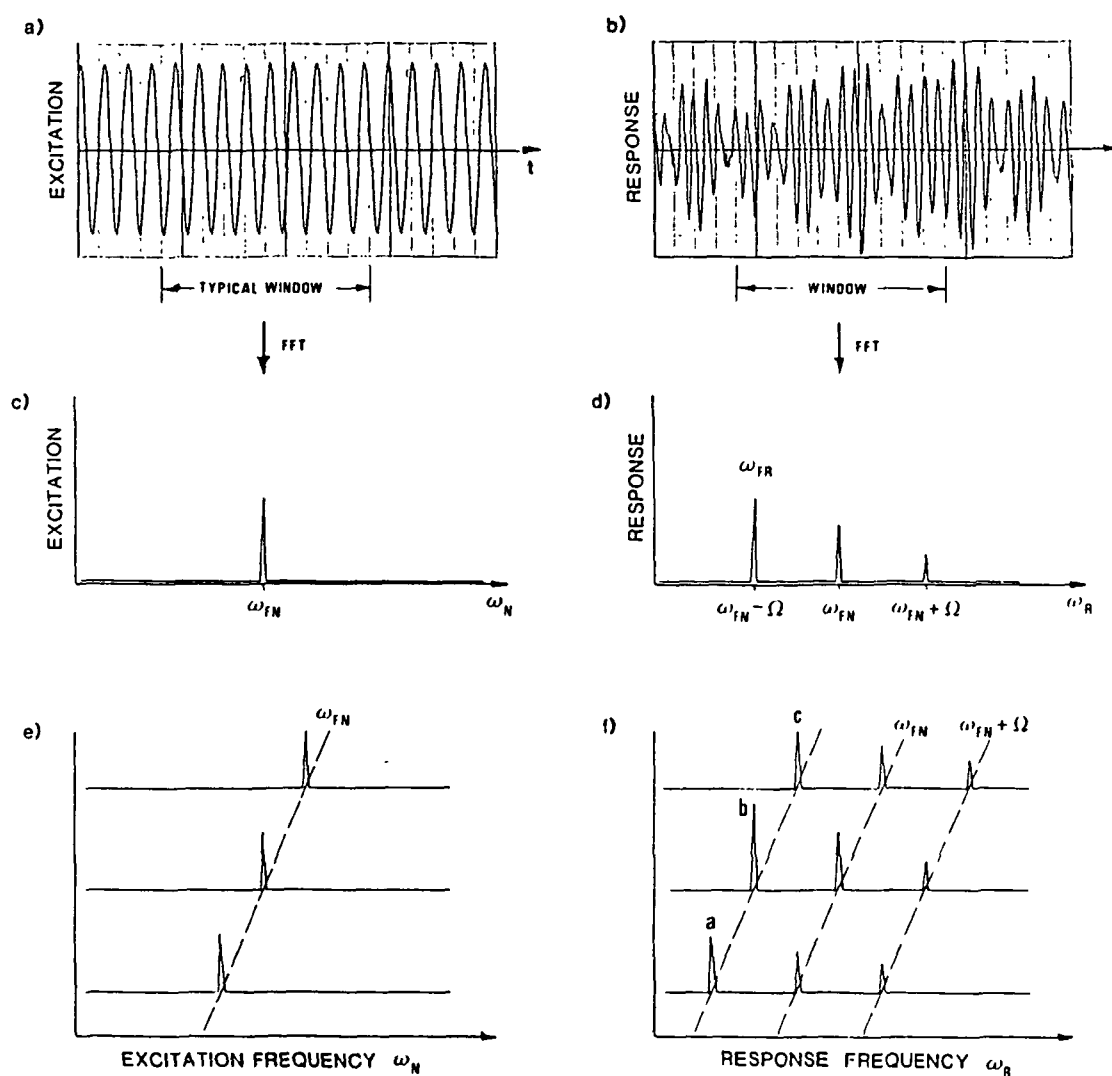 a)
EXCITATION
t
TYPICAL WINDOW
FFT
b)
RESPONSE
WINDOW
FFT
c)
EXCITATION
ω_FN
ω_N
d)
RESPONSE
ω_FR
ω_FN − Ω
ω_FN
ω_FN + Ω
ω_R
e)
ω_FN
EXCITATION FREQUENCY ω_N
f)
c
ω_FN
ω_FN + Ω
b
a
RESPONSE FREQUENCY ω_R